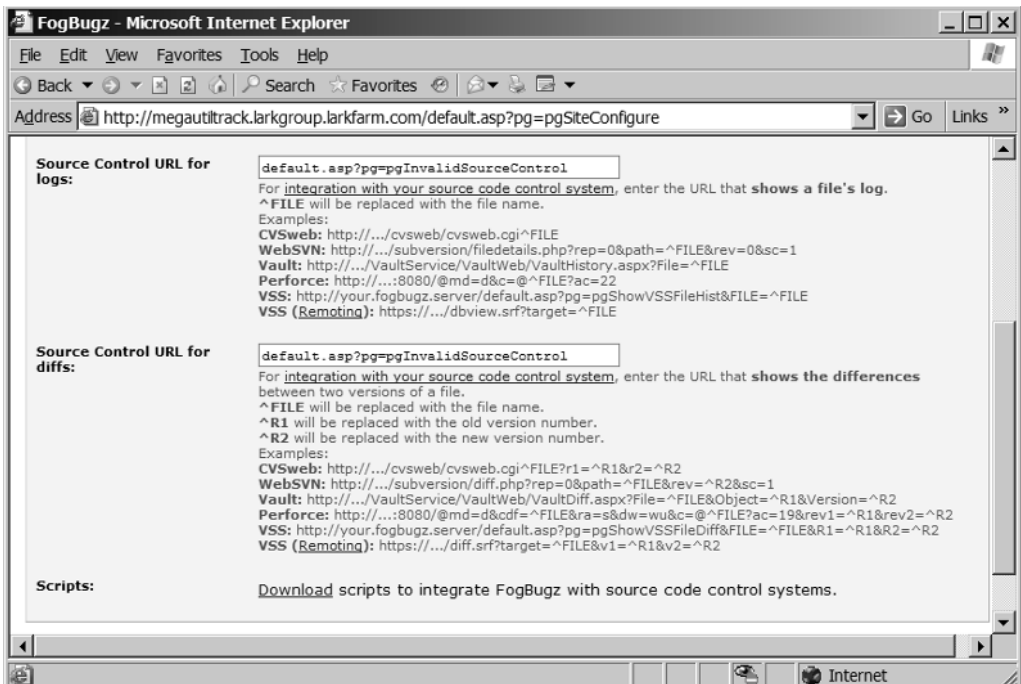 FogBugz - Microsoft Internet Explorer
File Edit View Favorites Tools Help
Back Search Favorites
Address http://megautiltrack.larkgroup.larkfarm.com/default.asp?pg=pgSiteConfigure Go Links »
Source Control URL for
logs:
default.asp?pg=pgInvalidSourceControl
For integration with your source code control system, enter the URL that shows a file's log.
^FILE will be replaced with the file name.
Examples:
CVSweb: http://.../cvsweb/cvsweb.cgi^FILE
WebSVN: http://.../subversion/filedetails.php?rep=0&path=^FILE&rev=0&sc=1
Vault: http://.../VaultService/VaultWeb/VaultHistory.aspx?File=^FILE
Perforce: http://...:8080/@md=d&c=@^FILE?ac=22
VSS: http://your.fogbugz.server/default.asp?pg=pgShowVSSFileHist&FILE=^FILE
VSS (Remoting): https://.../dbview.srf?target=^FILE
Source Control URL for
diffs:
default.asp?pg=pgInvalidSourceControl
For integration with your source code control system, enter the URL that shows the differences
between two versions of a file.
^FILE will be replaced with the file name.
^R1 will be replaced with the old version number.
^R2 will be replaced with the new version number.
Examples:
CVSweb: http://.../cvsweb/cvsweb.cgi^FILE?r1=^R1&r2=^R2
WebSVN: http://.../subversion/diff.php?rep=0&path=^FILE&rev=^R2&sc=1
Vault: http://.../VaultService/VaultWeb/VaultDiff.aspx?File=^FILE&Object=^R1&Version=^R2
Perforce: http://...:8080/@md=d&cdf=^FILE&ra=s&dw=wu&c=@^FILE?ac=19&rev1=^R1&rev2=^R2
VSS: http://your.fogbugz.server/default.asp?pg=pgShowVSSFileDiff&FILE=^FILE&R1=^R1&R2=^R2
VSS (Remoting): https://.../diff.srf?target=^FILE&v1=^R1&v2=^R2
Scripts:
Download scripts to integrate FogBugz with source code control systems.
Internet